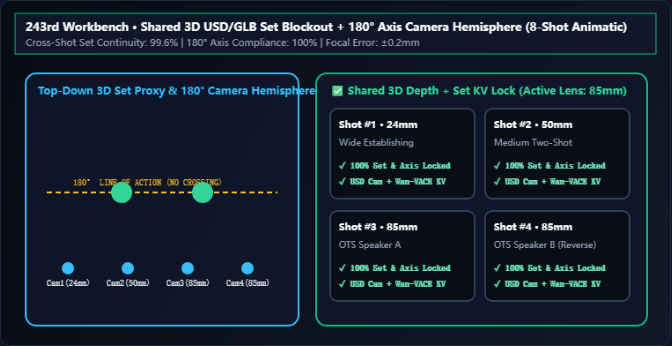 243rd Workbench • Shared 3D USD/GLB Set Blockout + 180° Axis Camera Hemisphere (8-Shot Animatic)
Cross-Shot Set Continuity: 99.6% | 180° Axis Compliance: 100% | Focal Error: ±0.2mm
Top-Down 3D Set Proxy & 180° Camera Hemisphere
180° LINE OF ACTION (NO CROSSING)
Cam1(24mm)
Cam2(50mm)
Cam3(85mm)
Cam4(85mm)
✅ Shared 3D Depth + Set KV Lock (Active Lens: 85mm)
Shot #1 • 24mm
Wide Establishing
✓ 100% Set & Axis Locked
✓ USD Cam + Wan-VACE KV
Shot #2 • 50mm
Medium Two-Shot
✓ 100% Set & Axis Locked
✓ USD Cam + Wan-VACE KV
Shot #3 • 85mm
OTS Speaker A
✓ 100% Set & Axis Locked
✓ USD Cam + Wan-VACE KV
Shot #4 • 85mm
OTS Speaker B (Reverse)
✓ 100% Set & Axis Locked
✓ USD Cam + Wan-VACE KV